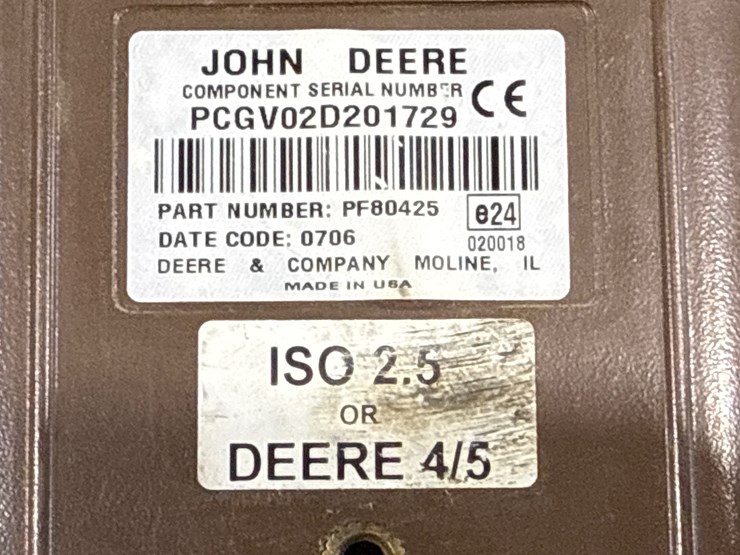 JOHN DEERE
COMPONENT SERIAL NUMBER
CE
PCGV02D201729
PART NUMBER: PF80425
e24
DATE CODE: 0706
020018
DEERE & COMPANY MOLINE, IL
MADE IN USA
ISO 2.5
OR
DEERE 4/5